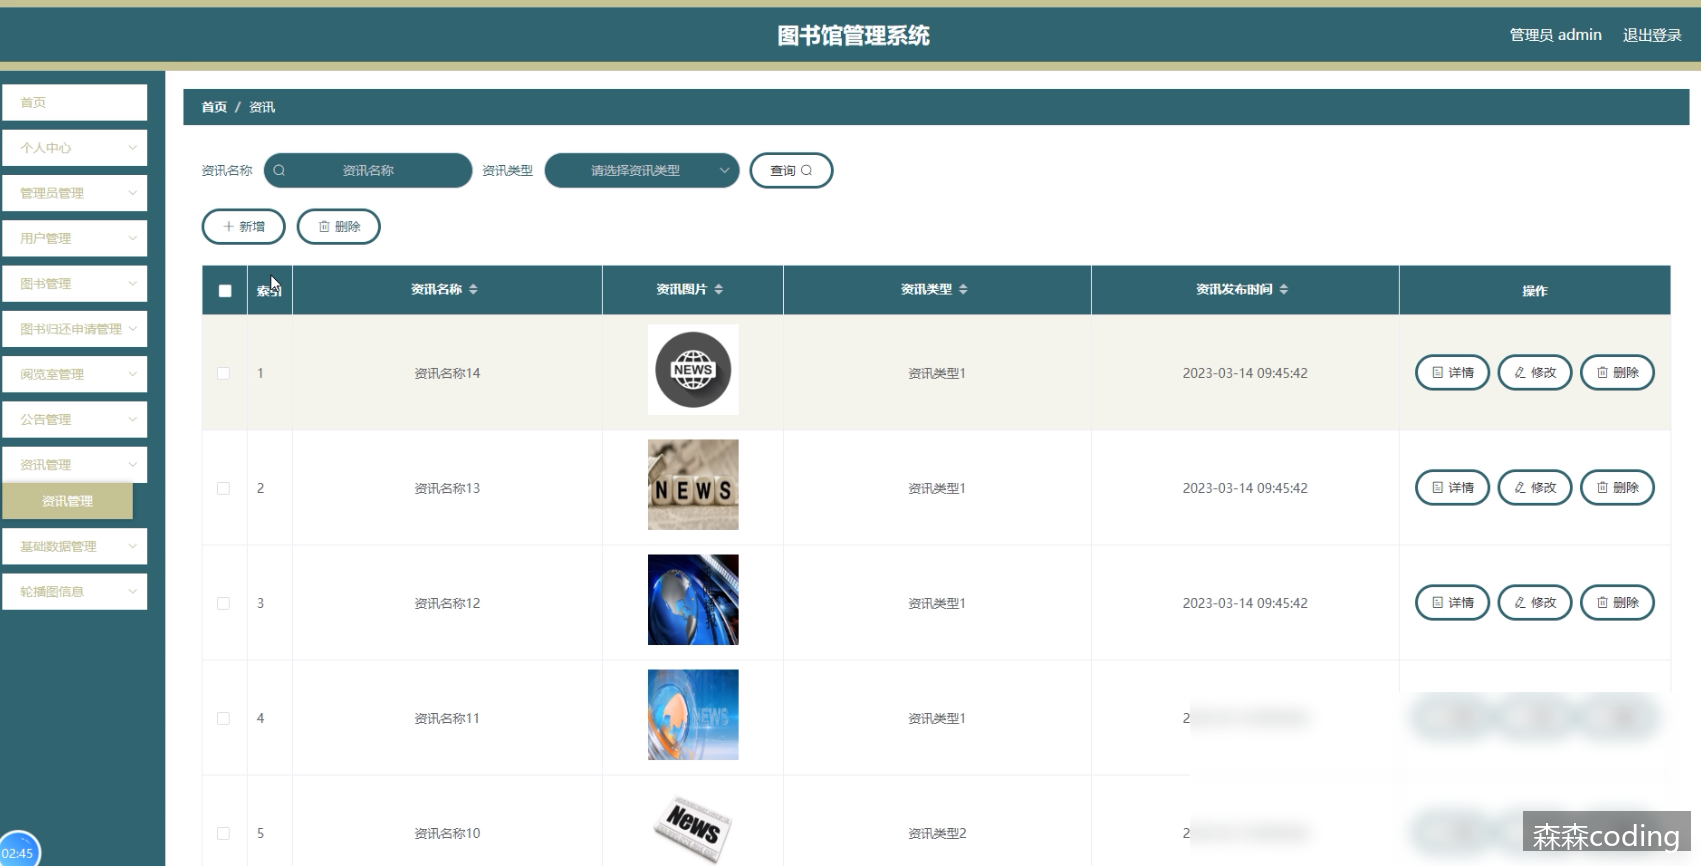 图书馆管理系统
管理员 admin 退出登录
首页
个人中心
管理员管理
用户管理
图书管理
图书归还申请管理
阅览室管理
公告管理
资讯管理
资讯管理
基础数据管理
轮播图信息
02:45
首页 / 资讯
资讯名称 资讯名称 资讯类型 请选择资讯类型 查询
新增 删除
索引 资讯名称 资讯图片 资讯类型 资讯发布时间 操作
1 资讯名称14 NEWS 资讯类型1 2023-03-14 09:45:42 详情 修改 删除
2 资讯名称13 NEWS 资讯类型1 2023-03-14 09:45:42 详情 修改 删除
3 资讯名称12 资讯类型1 2023-03-14 09:45:42 详情 修改 删除
4 资讯名称11 NEWS 资讯类型1 2
5 资讯名称10 News 资讯类型2 2
森森coding